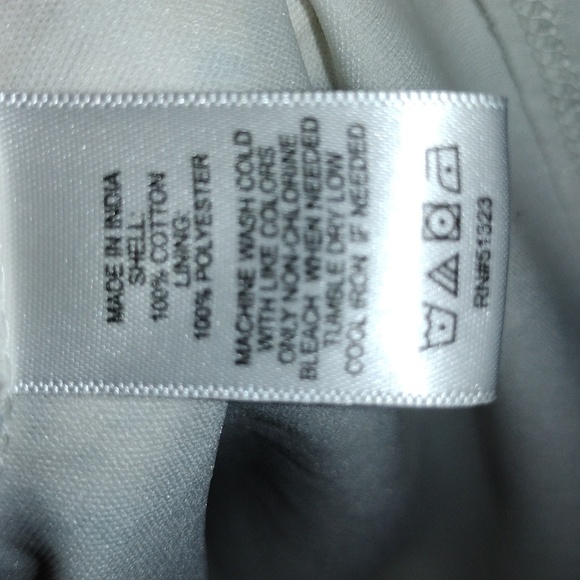 MADE IN INDIA
SHELL:
100% COTTON
LINING:
100% POLYESTER
MACHINE WASH COLD
WITH LIKE COLORS
ONLY NON-CHLORINE
BLEACH WHEN NEEDED
TUMBLE DRY LOW
COOL IRON IF NEEDED
RN#51323